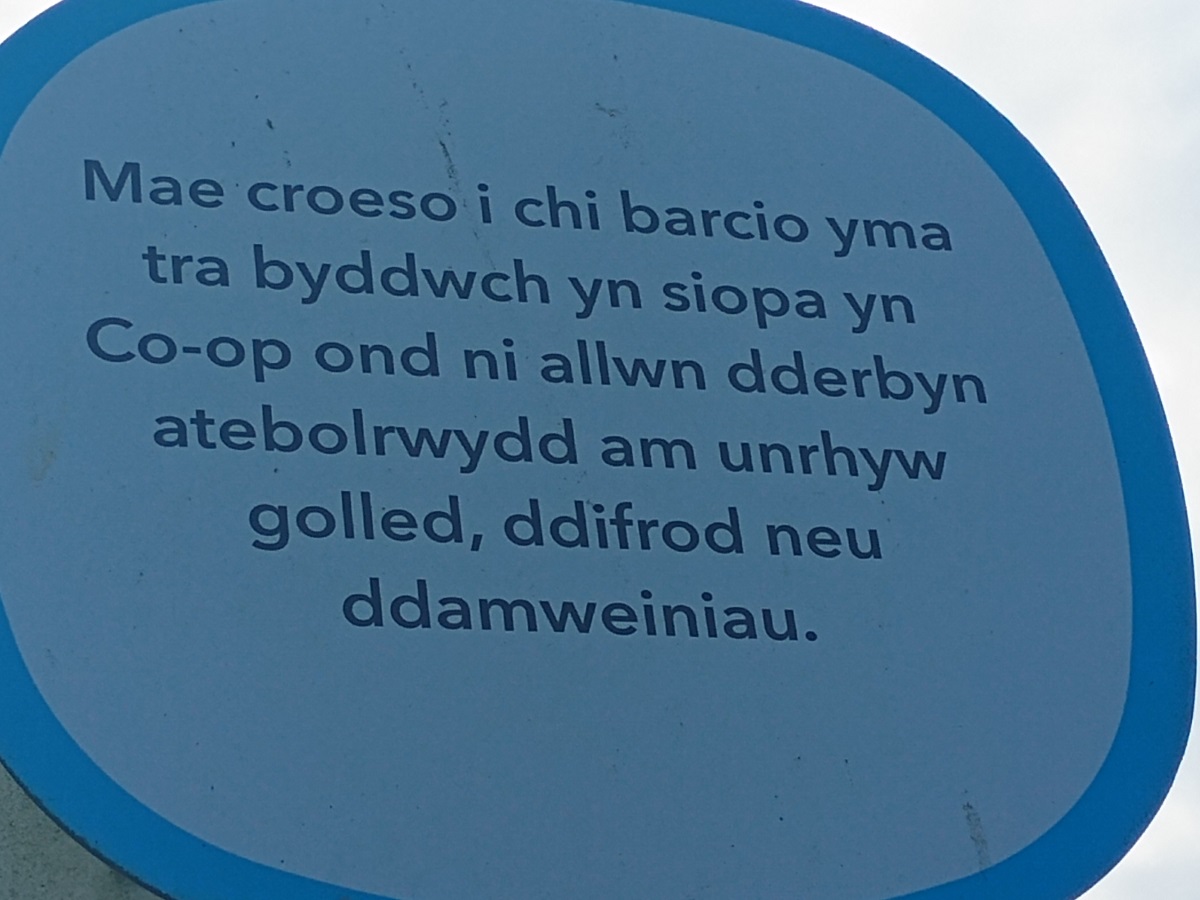 Mae croeso i chi barcio yma
tra byddwch yn siopa yn
Co-op ond ni allwn dderbyn
atebolrwydd am unrhyw
golled, ddifrod neu
ddamweiniau.